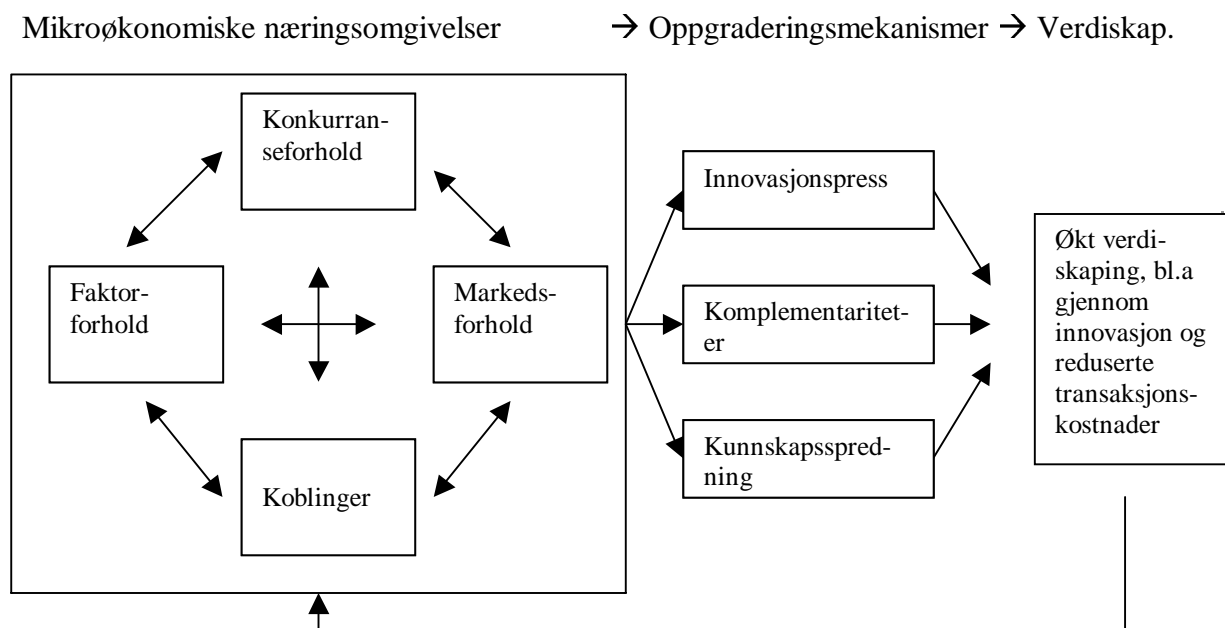 Mikroøkonomiske næringsomgivelser → Oppgraderingsmekanismer → Verdiskap.
Konkurran-
seforhold
Faktor-
forhold
Markeds-
forhold
Koblinger
Innovasjonspress
Komplementaritet-
er
Kunnskapsspred-
ning
Økt verdi-
skaping, bl.a
gjennom
innovasjon og
reduserte
transaksjons-
kostnader